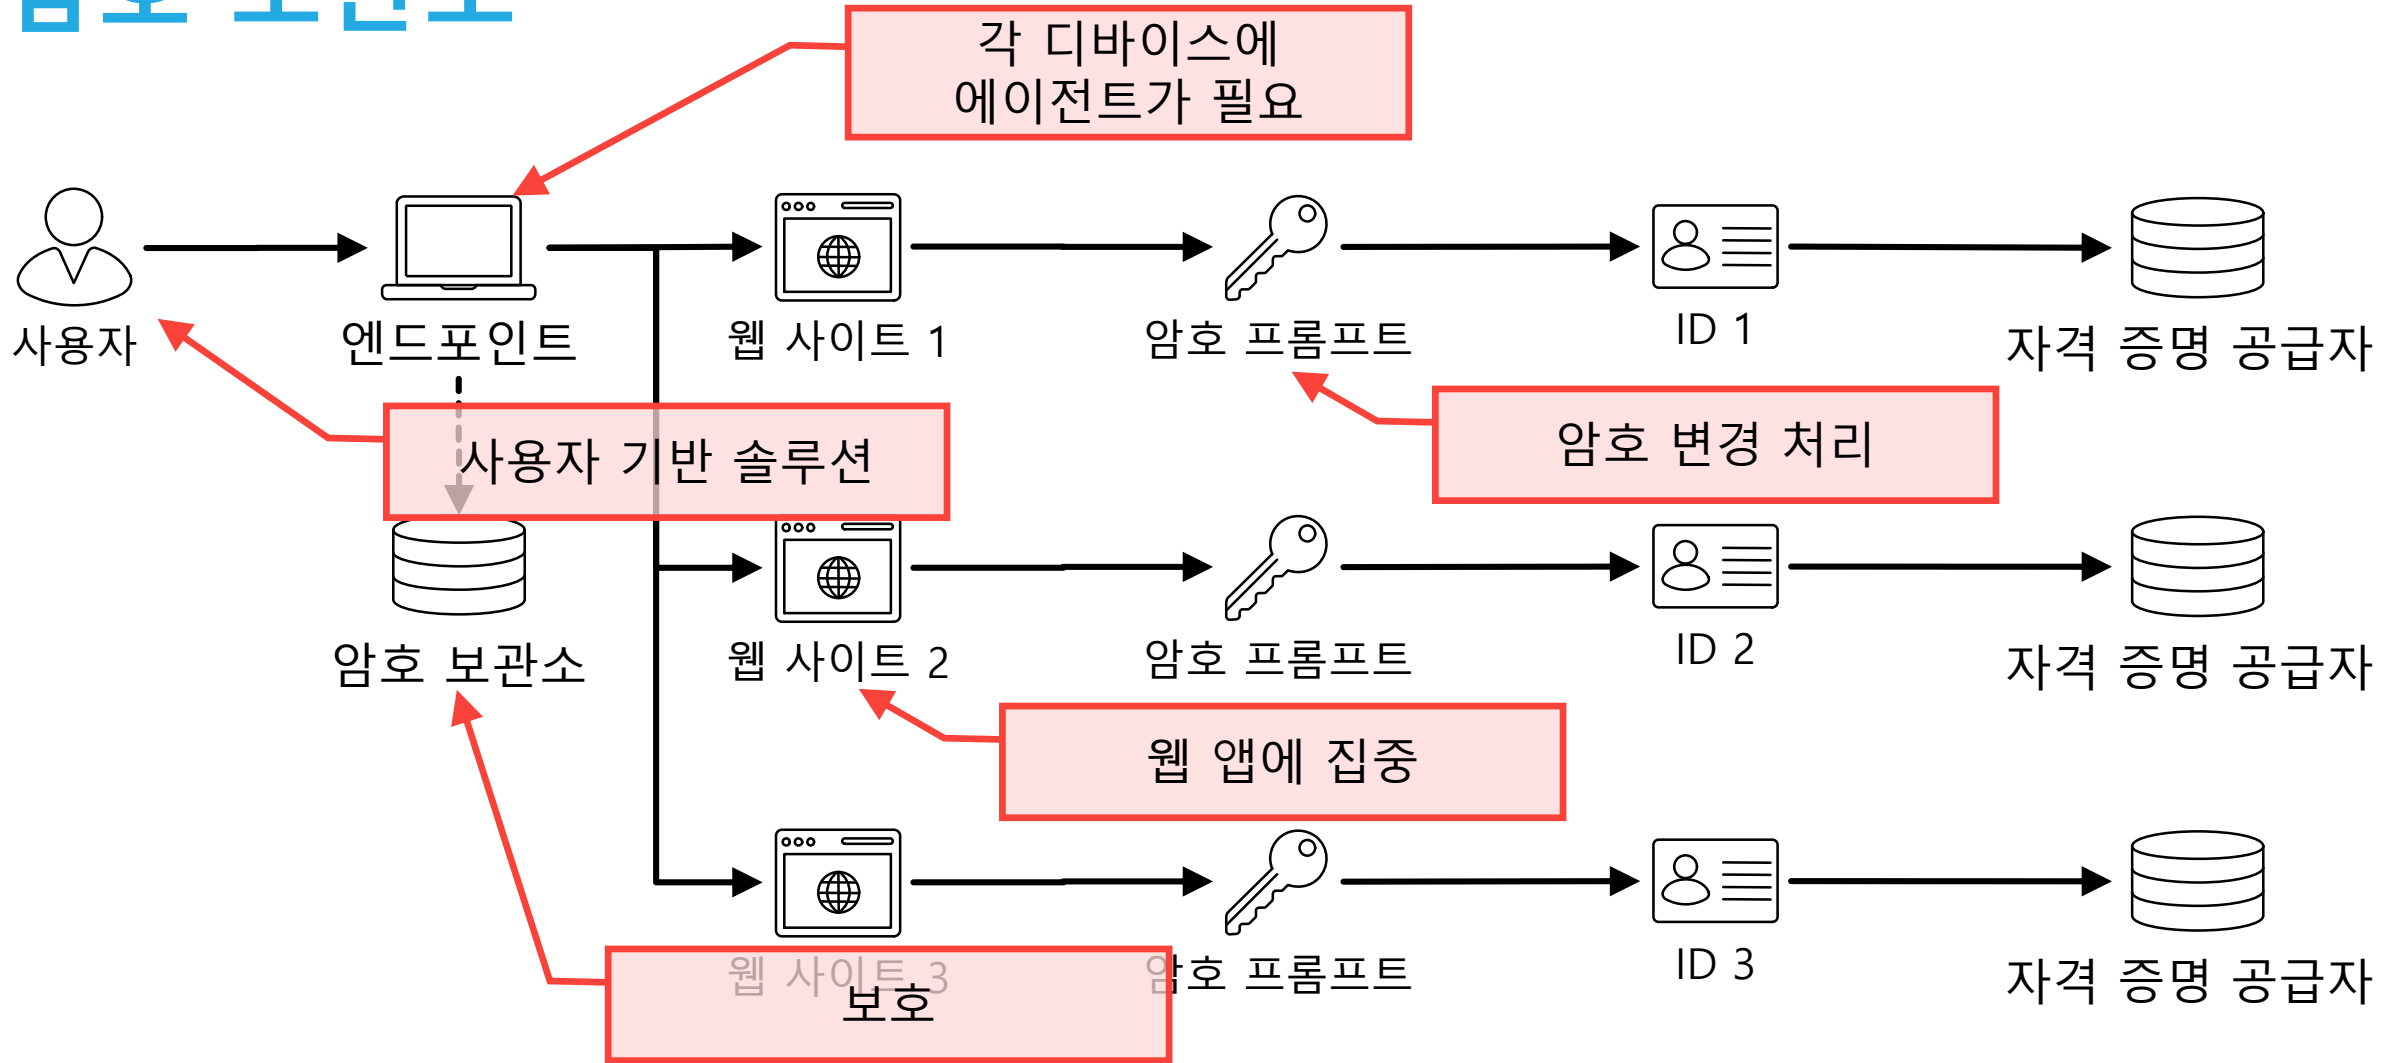 암호 보관소
각 디바이스에
에이전트가 필요
사용자
엔드포인트
웹 사이트 1
암호 프롬프트
ID 1
자격 증명 공급자
사용자 기반 솔루션
암호 변경 처리
암호 보관소
웹 사이트 2
암호 프롬프트
ID 2
자격 증명 공급자
웹 앱에 집중
웹 사이트 3
암호 프롬프트
ID 3
자격 증명 공급자
보호